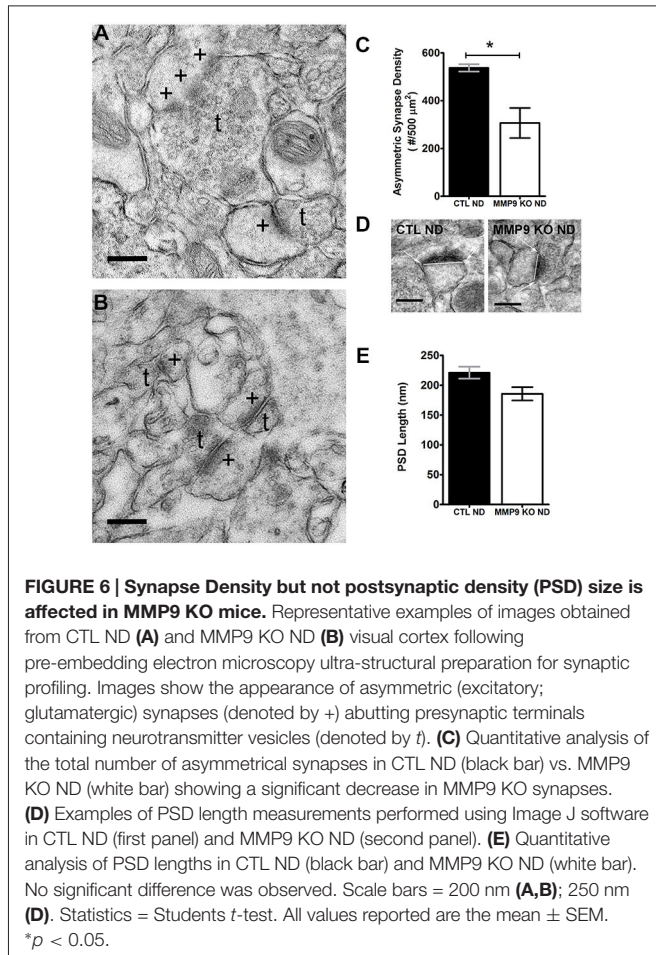 A
+
+
+
t
+
t
B
+
t
+
t
t
+
C
*
600
400
200
0
Asymmetric Synapse Density
( #/500 µm²)
CTL ND
MMP9 KO ND
D
CTL ND
MMP9 KO ND
E
250
200
150
100
50
0
PSD Length (nm)
CTL ND
MMP9 KO ND
FIGURE 6 | Synapse Density but not postsynaptic density (PSD) size is
affected in MMP9 KO mice. Representative examples of images obtained
from CTL ND (A) and MMP9 KO ND (B) visual cortex following
pre-embedding electron microscopy ultra-structural preparation for synaptic
profiling. Images show the appearance of asymmetric (excitatory;
glutamatergic) synapses (denoted by +) abutting presynaptic terminals
containing neurotransmitter vesicles (denoted by t). (C) Quantitative analysis of
the total number of asymmetrical synapses in CTL ND (black bar) vs. MMP9
KO ND (white bar) showing a significant decrease in MMP9 KO synapses.
(D) Examples of PSD length measurements performed using Image J software
in CTL ND (first panel) and MMP9 KO ND (second panel). (E) Quantitative
analysis of PSD lengths in CTL ND (black bar) and MMP9 KO ND (white bar).
No significant difference was observed. Scale bars = 200 nm (A,B); 250 nm
(D). Statistics = Students t-test. All values reported are the mean ± SEM.
*p < 0.05.